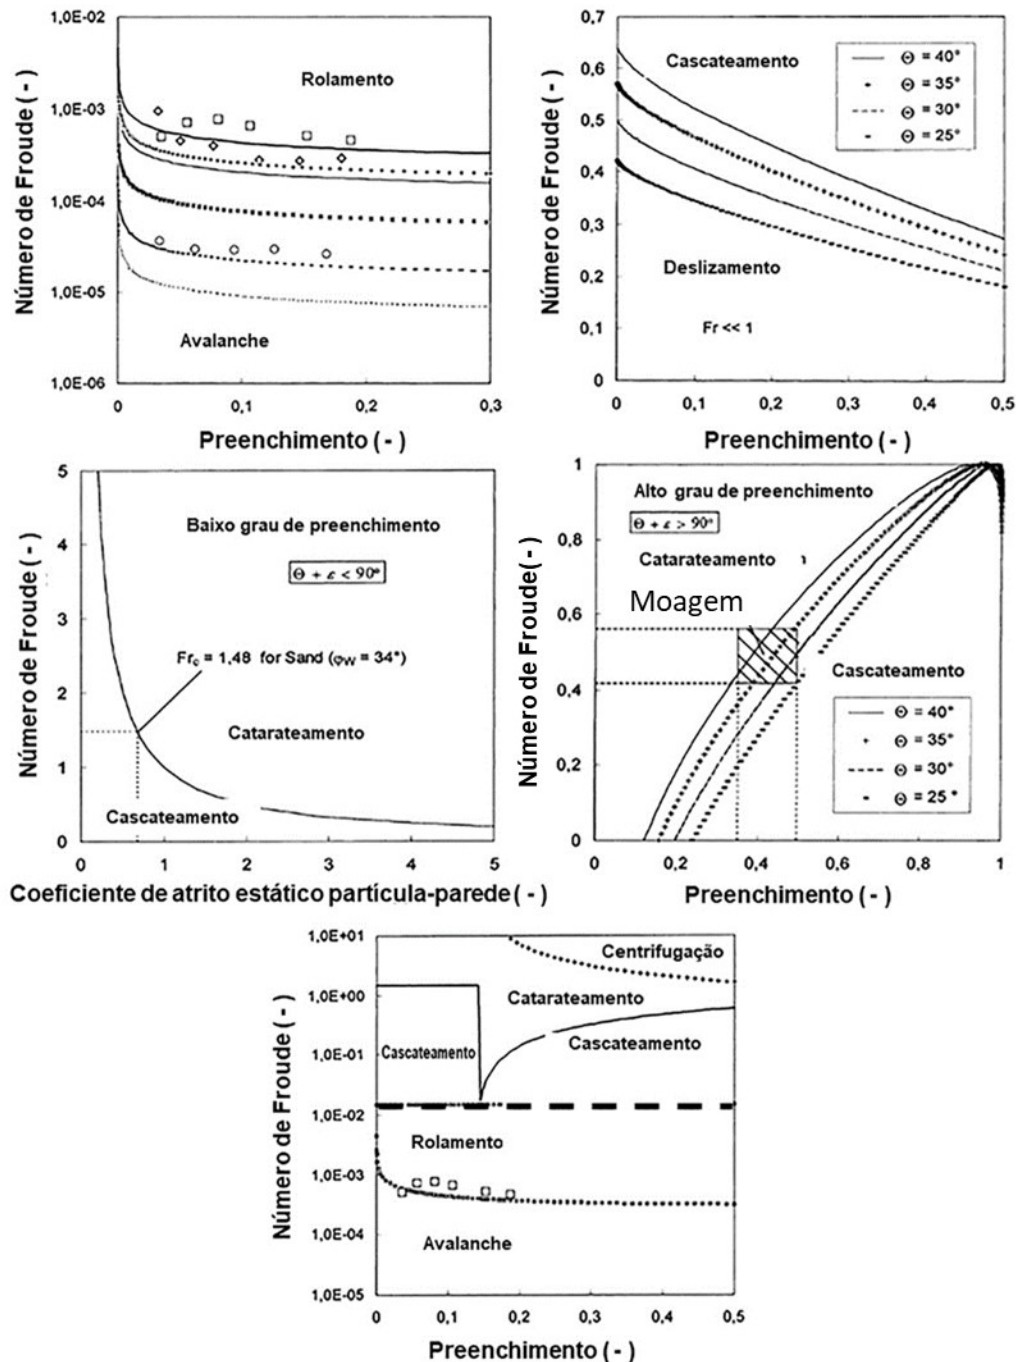 1,0E-02
1,0E-03
1,0E-04
1,0E-05
1,0E-06
Número de Froude ( - )
Rolamento
Avalanche
0
0,1
0,2
0,3
Preenchimento ( - )
0,7
0,6
0,5
0,4
0,3
0,2
0,1
0
Número de Froude ( - )
Cascateamento
Θ = 40°
Θ = 35°
Θ = 30°
Θ = 25°
Deslizamento
Fr << 1
0
0,1
0,2
0,3
0,4
0,5
Preenchimento ( - )
5
4
3
2
1
0
Número de Froude ( - )
Baixo grau de preenchimento
Θ + ε < 90°
Fr₀ = 1,48 for Sand (φw = 34°)
Catarateamento
Cascateamento
0
1
2
3
4
5
Coeficiente de atrito estático partícula-parede ( - )
1
0,8
0,6
0,4
0,2
0
Número de Froude( - )
Alto grau de preenchimento
Θ + ε > 90°
Catarateamento
Moagem
Cascateamento
Θ = 40°
Θ = 35°
Θ = 30°
Θ = 25 °
0
0,2
0,4
0,6
0,8
1
Preenchimento ( - )
1,0E+01
1,0E+00
1,0E-01
1,0E-02
1,0E-03
1,0E-04
1,0E-05
Número de Froude ( - )
Centrifugação
Catarateamento
Cascateamento
Cascateamento
Rolamento
Avalanche
0
0,1
0,2
0,3
0,4
0,5
Preenchimento ( - )